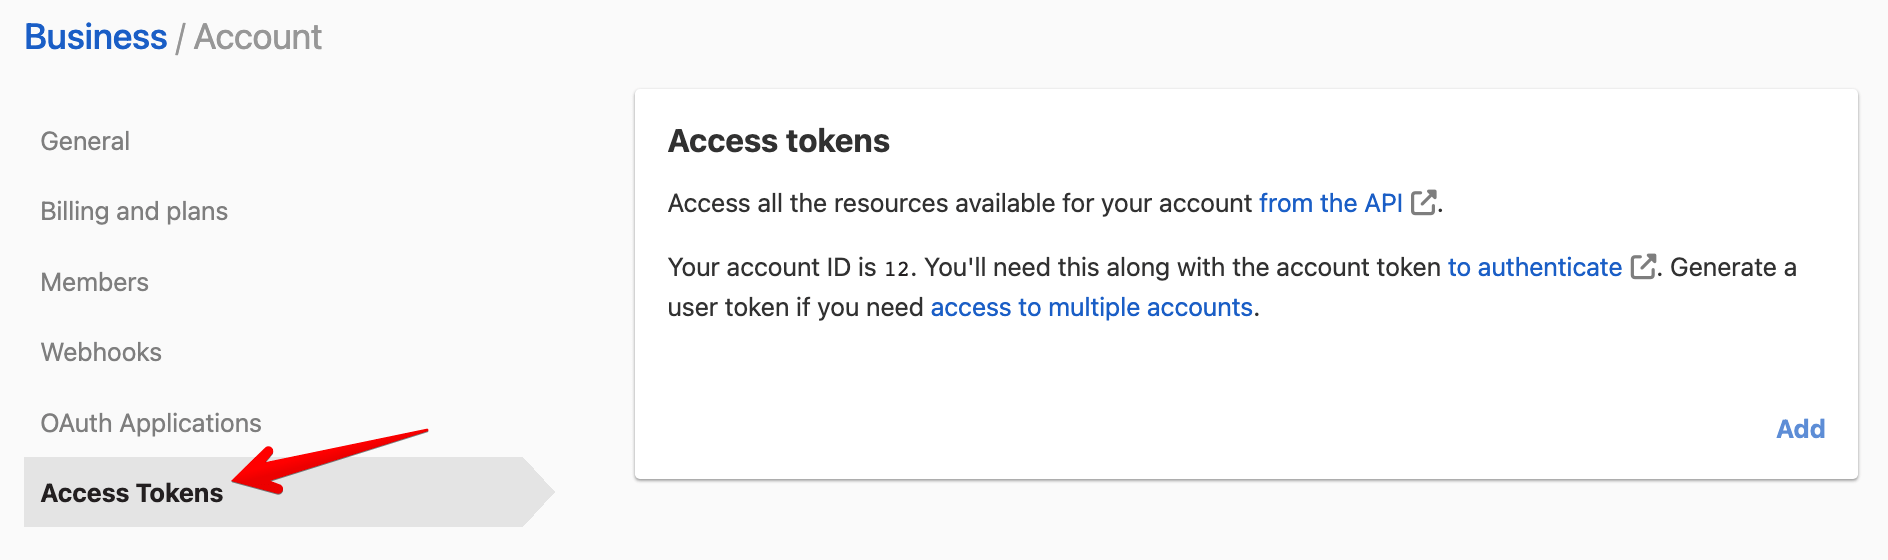 Business / Account
General
Billing and plans
Members
Webhooks
OAuth Applications
Access Tokens
Access tokens
Access all the resources available for your account from the API.
Your account ID is 12. You'll need this along with the account token to authenticate. Generate a
user token if you need access to multiple accounts.
Add